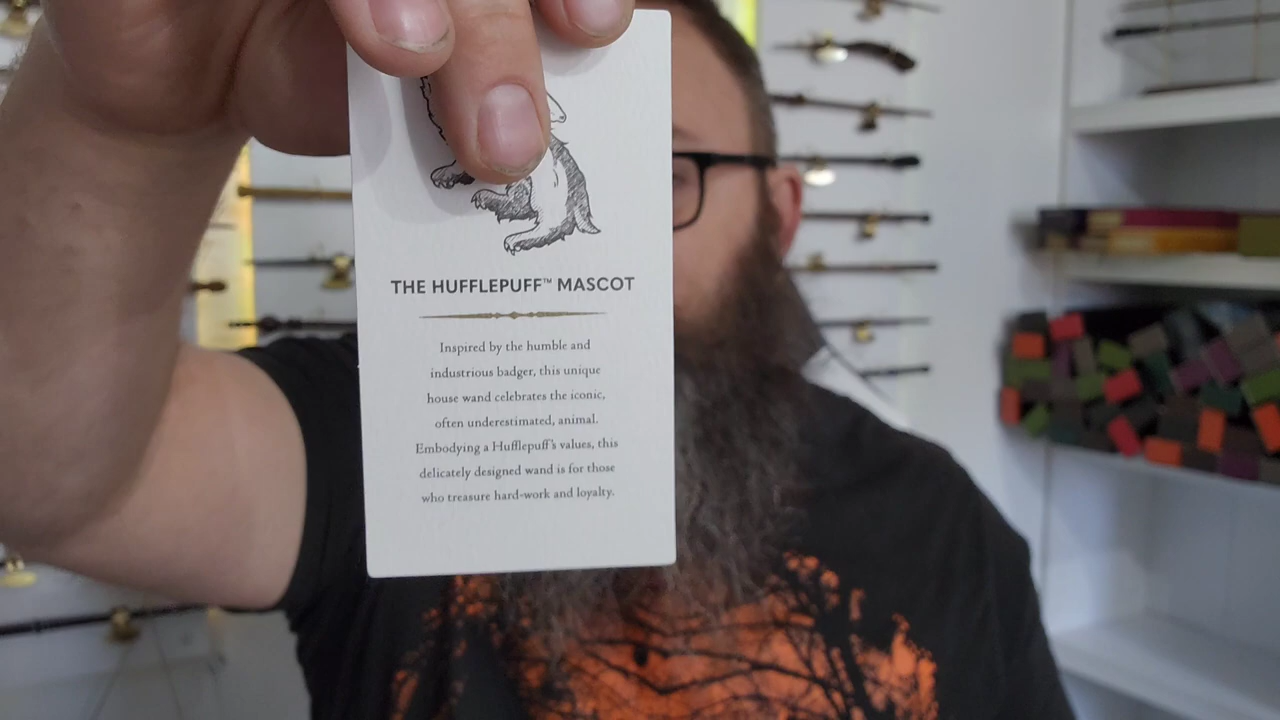 THE HUFFLEPUFF™ MASCOT
Inspired by the humble and
industrious badger, this unique
house wand celebrates the iconic,
often underestimated, animal.
Embodying a Hufflepuff's values, this
delicately designed wand is for those
who treasure hard-work and loyalty.